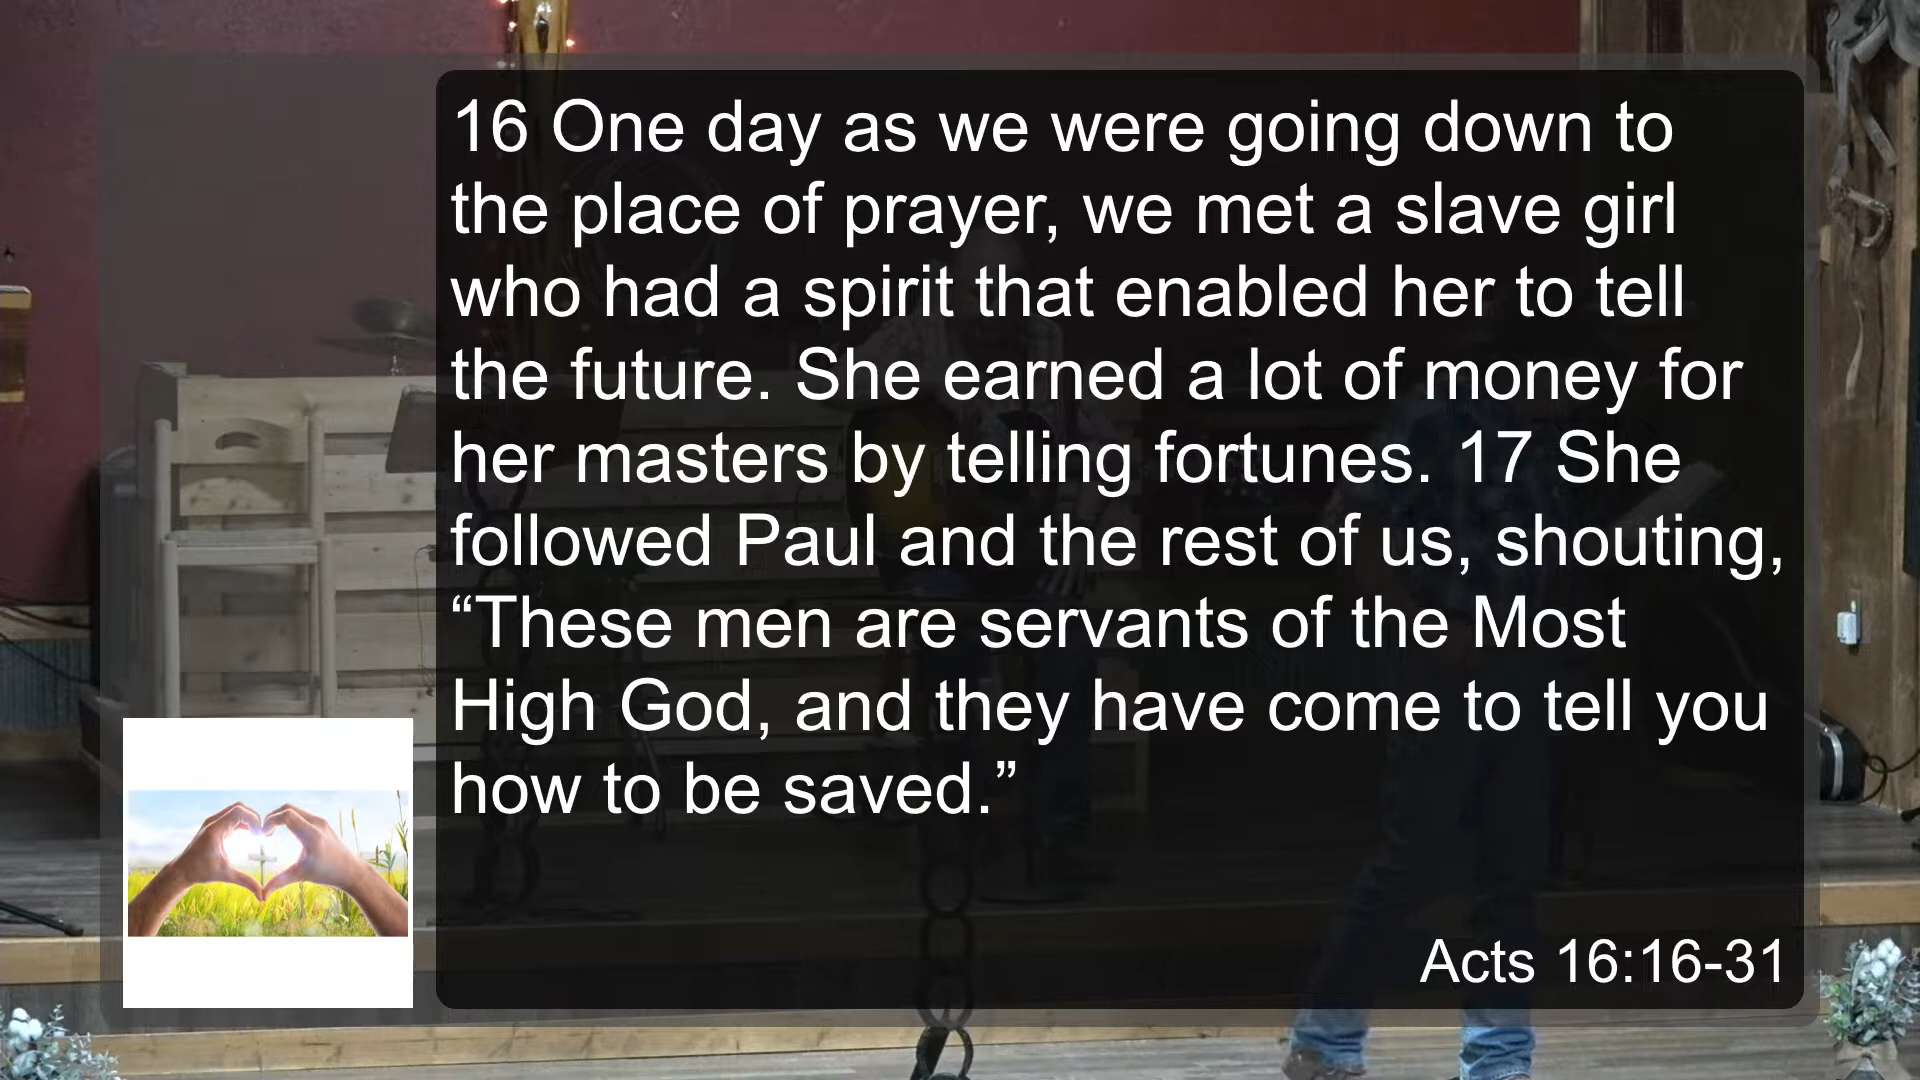 16 One day as we were going down to
the place of prayer, we met a slave girl
who had a spirit that enabled her to tell
the future. She earned a lot of money for
her masters by telling fortunes. 17 She
followed Paul and the rest of us, shouting,
“These men are servants of the Most
High God, and they have come to tell you
how to be saved.”
Acts 16:16-31